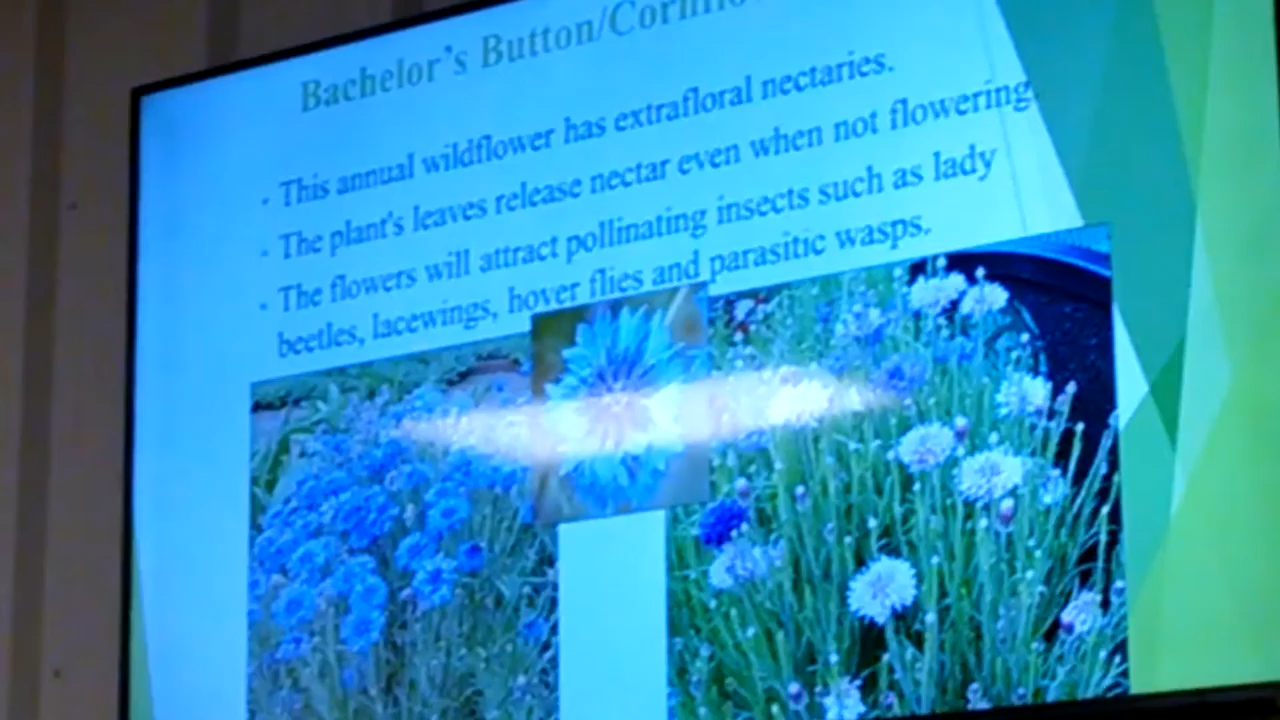 Bachelor's Button/Cornflo
- This annual wildflower has extrafloral nectaries.
- The plant's leaves release nectar even when not flowering.
- The flowers will attract pollinating insects such as lady
beetles, lacewings, hover flies and parasitic wasps.